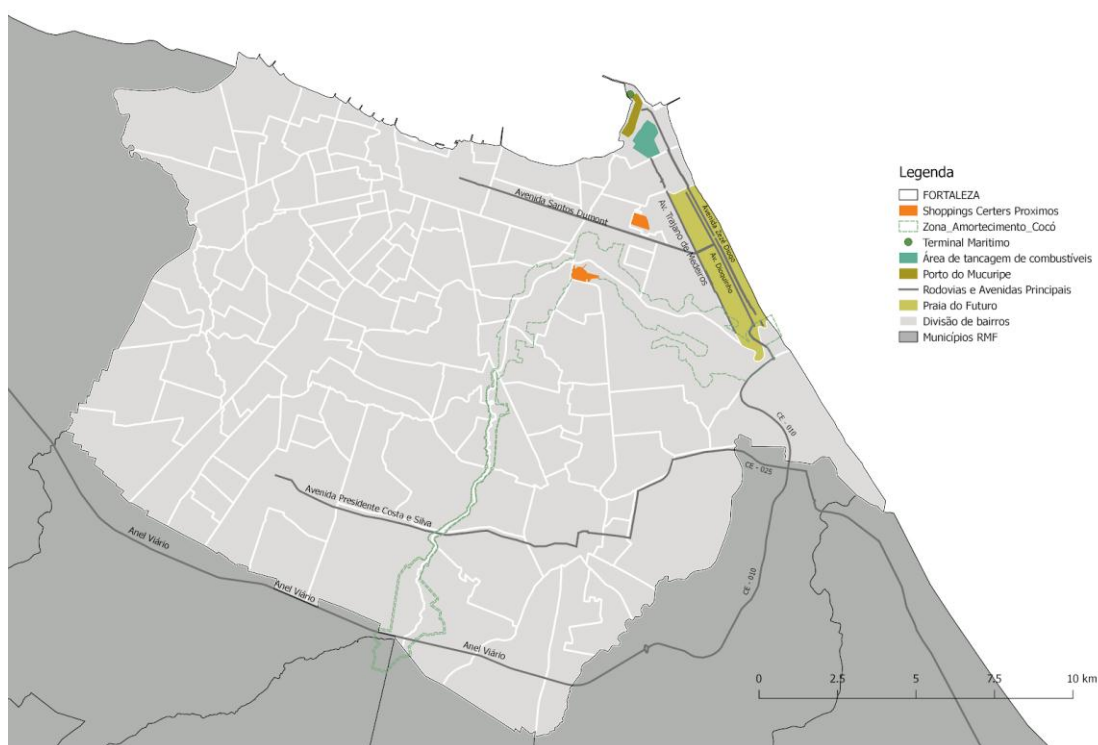 Legenda
FORTALEZA
Shoppings Certers Proximos
Zona_Amortecimento_Cocó
Terminal Maritimo
Área de tancagem de combustíveis
Porto do Mucuripe
Rodovias e Avenidas Principais
Praia do Futuro
Divisão de bairros
Municípios RMF
Avenida Santos Dumont
Av. Trajano de Medeiros
Avenida Zezé Diogo
Av. Dioguinho
CE - 010
CE - 025
Avenida Presidente Costa e Silva
Anel Viário
Anel Viário
CE - 010
Anel Viário
0 2.5 5 7.5 10 km